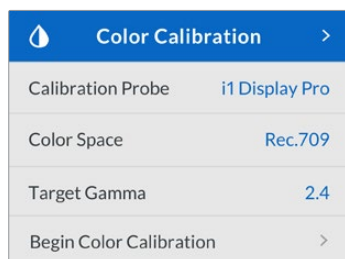 Color Calibration
Calibration Probe i1 Display Pro
Color Space Rec.709
Target Gamma 2.4
Begin Color Calibration